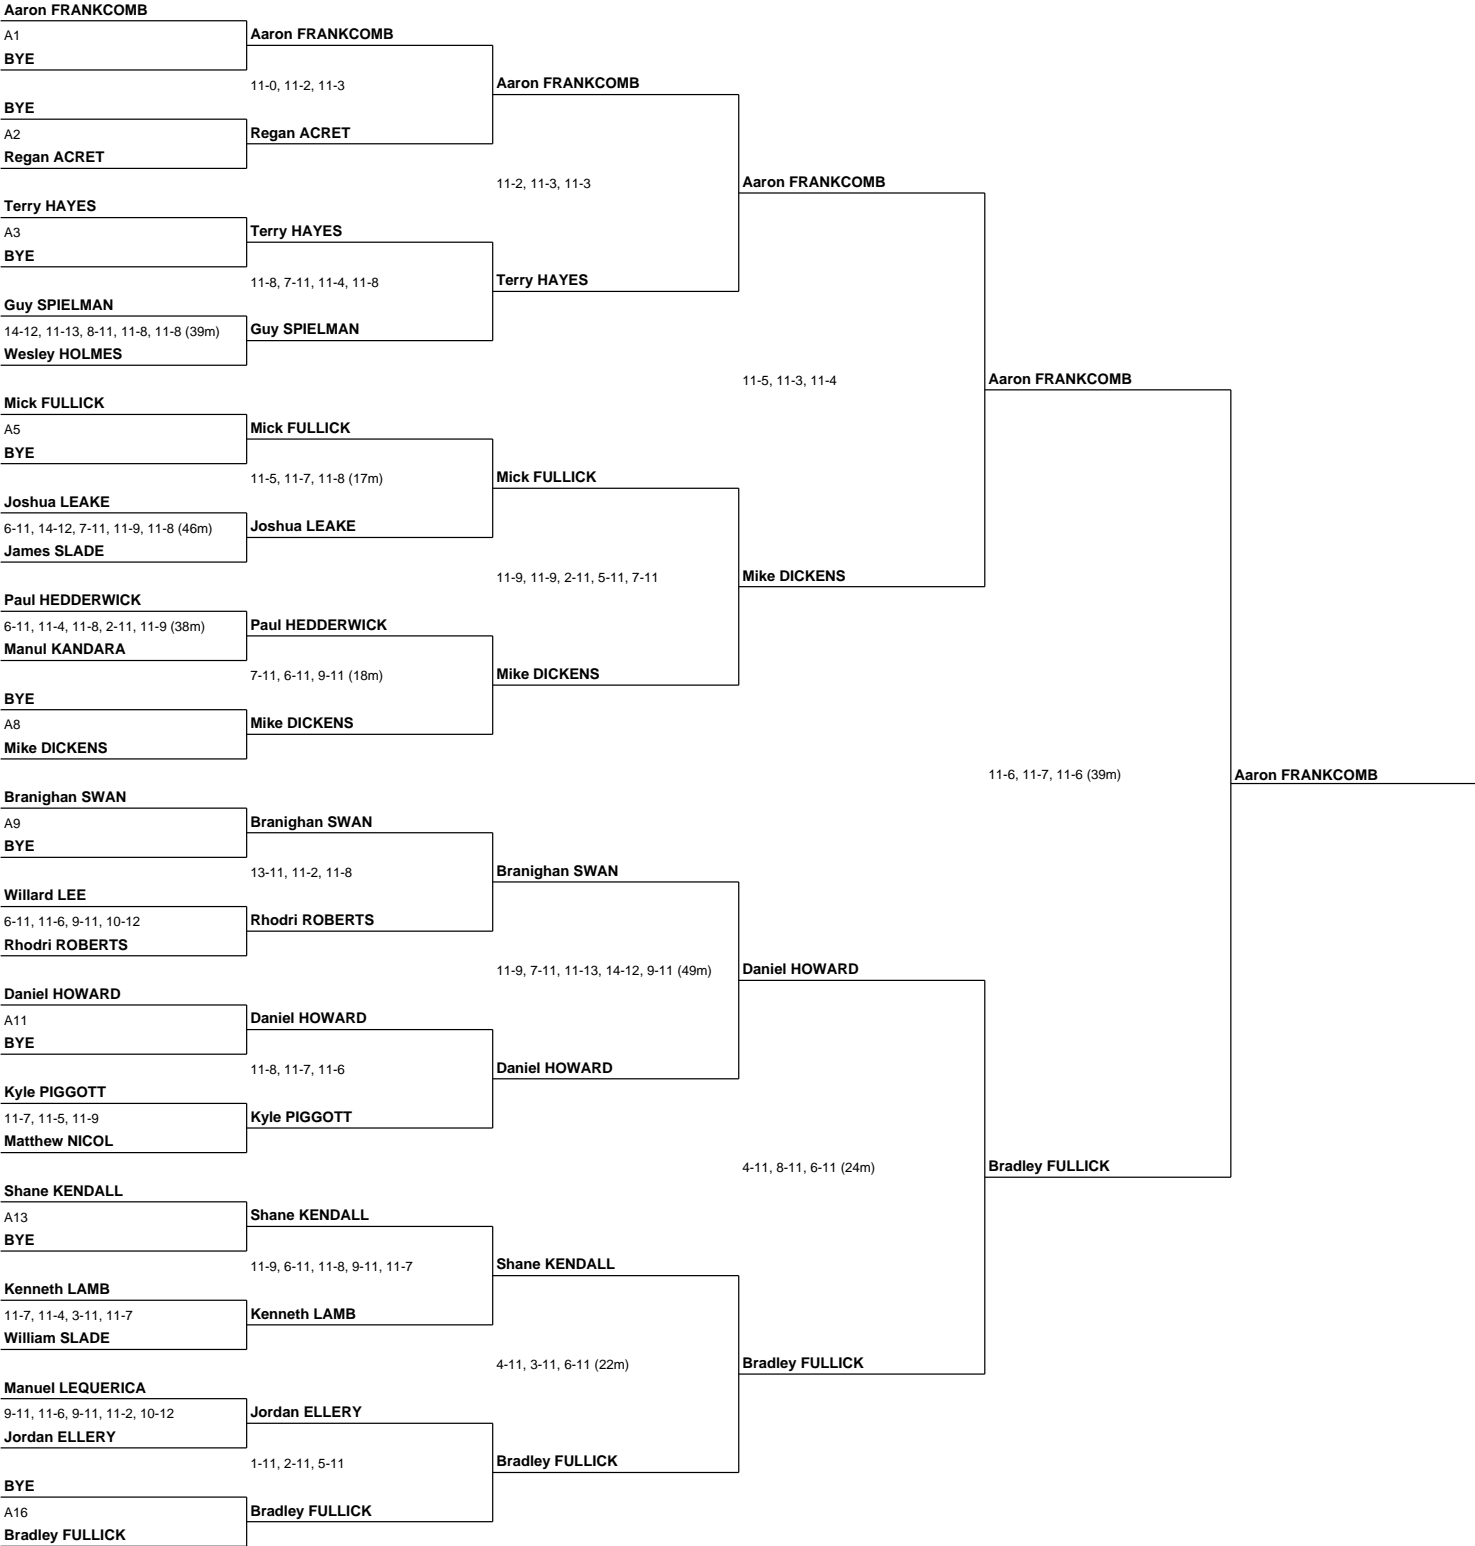 Aaron FRANKCOMB
A1
BYE
BYE
A2
Regan ACRET
Terry HAYES
A3
BYE
Guy SPIELMAN
14-12, 11-13, 8-11, 11-8, 11-8 (39m)
Wesley HOLMES
Mick FULLICK
A5
BYE
Joshua LEAKE
6-11, 14-12, 7-11, 11-9, 11-8 (46m)
James SLADE
Paul HEDDERWICK
6-11, 11-4, 11-8, 2-11, 11-9 (38m)
Manul KANDARA
BYE
A8
Mike DICKENS
Branighan SWAN
A9
BYE
Willard LEE
6-11, 11-6, 9-11, 10-12
Rhodri ROBERTS
Daniel HOWARD
A11
BYE
Kyle PIGGOTT
11-7, 11-5, 11-9
Matthew NICOL
Shane KENDALL
A13
BYE
Kenneth LAMB
11-7, 11-4, 3-11, 11-7
William SLADE
Manuel LEQUERICA
9-11, 11-6, 9-11, 11-2, 10-12
Jordan ELLERY
BYE
A16
Bradley FULLICK
Aaron FRANKCOMB
11-0, 11-2, 11-3
Regan ACRET
Terry HAYES
11-8, 7-11, 11-4, 11-8
Guy SPIELMAN
Mick FULLICK
11-5, 11-7, 11-8 (17m)
Joshua LEAKE
Paul HEDDERWICK
7-11, 6-11, 9-11 (18m)
Mike DICKENS
Branighan SWAN
13-11, 11-2, 11-8
Rhodri ROBERTS
Daniel HOWARD
11-8, 11-7, 11-6
Kyle PIGGOTT
Shane KENDALL
11-9, 6-11, 11-8, 9-11, 11-7
Kenneth LAMB
Jordan ELLERY
1-11, 2-11, 5-11
Bradley FULLICK
Aaron FRANKCOMB
11-2, 11-3, 11-3
Terry HAYES
Mick FULLICK
11-9, 11-9, 2-11, 5-11, 7-11
Mike DICKENS
Branighan SWAN
11-9, 7-11, 11-13, 14-12, 9-11 (49m)
Daniel HOWARD
Shane KENDALL
4-11, 3-11, 6-11 (22m)
Bradley FULLICK
Aaron FRANKCOMB
11-5, 11-3, 11-4
Mike DICKENS
Daniel HOWARD
4-11, 8-11, 6-11 (24m)
Bradley FULLICK
Aaron FRANKCOMB
11-6, 11-7, 11-6 (39m)
Bradley FULLICK
Aaron FRANKCOMB